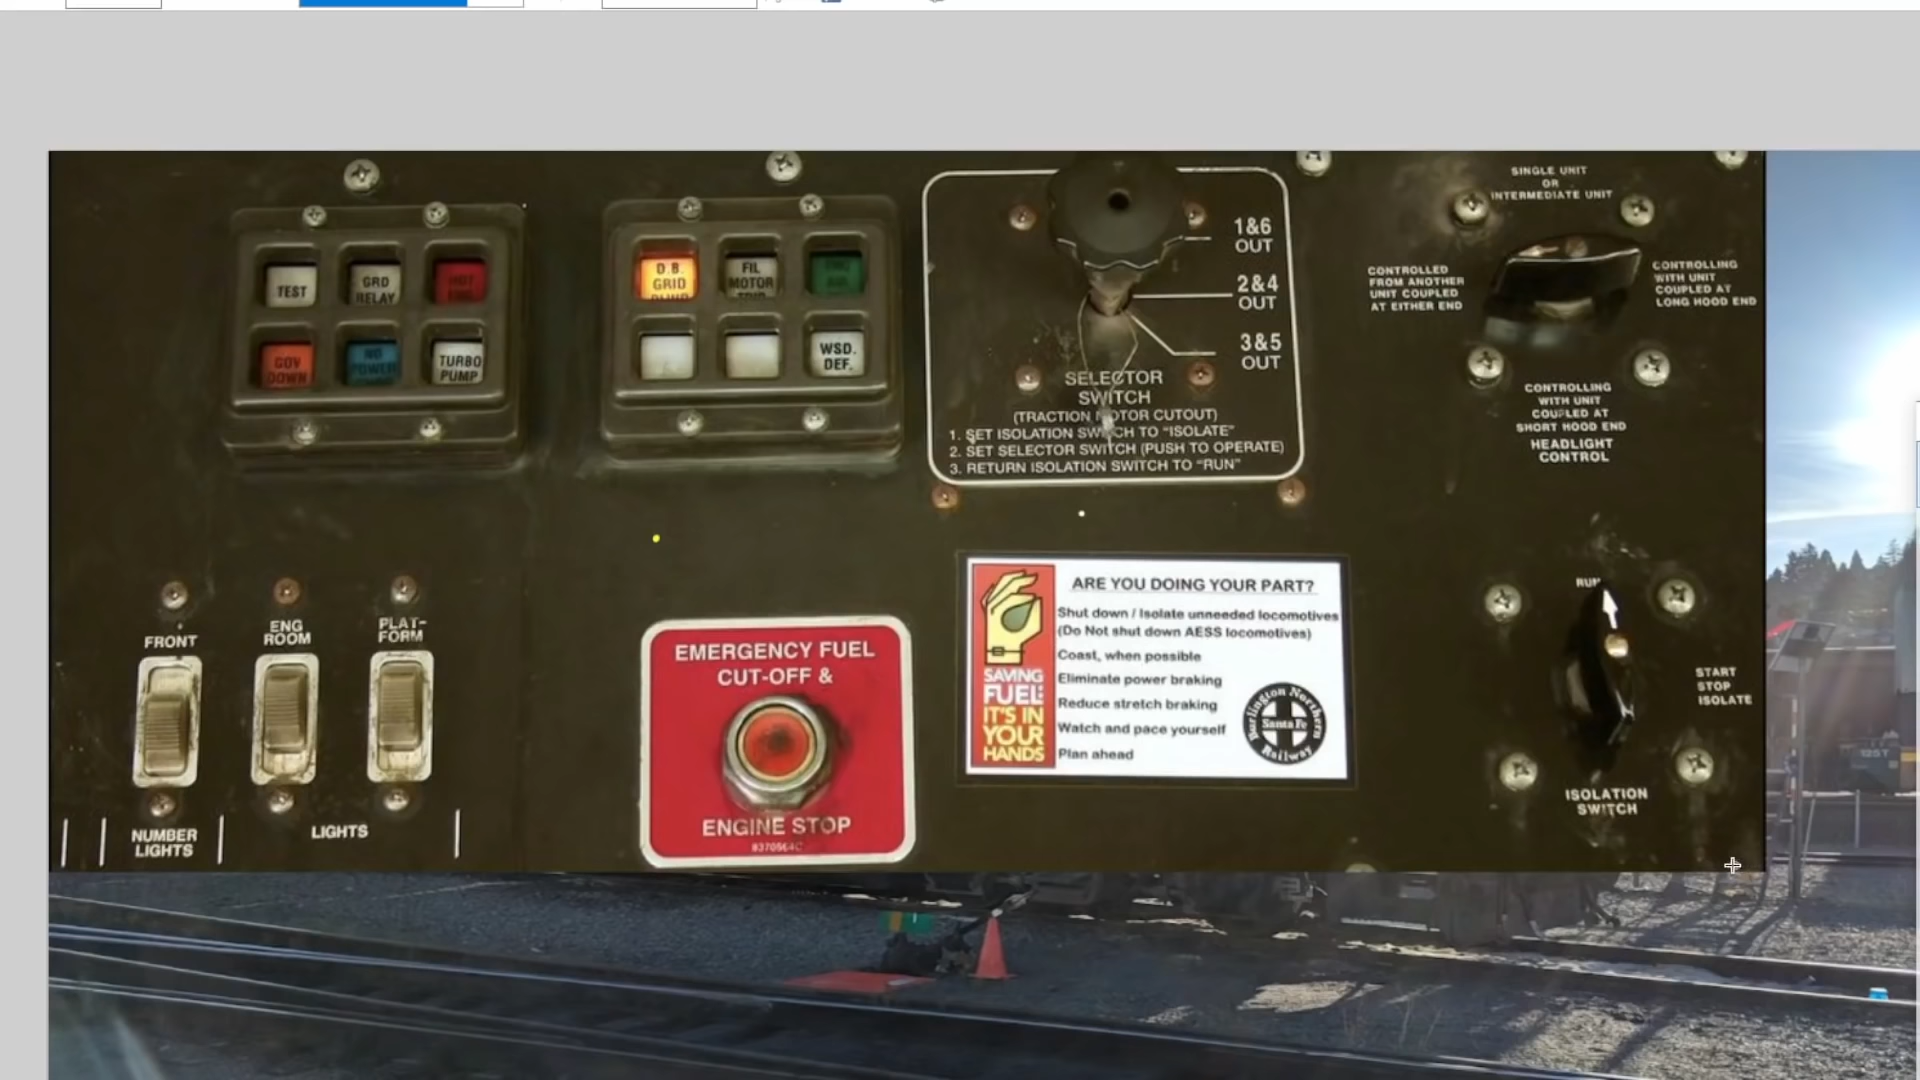 TEST
GRD
RELAY
HOT
GOV
DOWN
NO
POWER
TURBO
PUMP
D.B.
GRID
FIL
MOTOR
WSD.
DEF.
1&6
OUT
2&4
OUT
3&5
OUT
SELECTOR
SWITCH
(TRACTION MOTOR CUTOUT)
1. SET ISOLATION SWITCH TO "ISOLATE"
2. SET SELECTOR SWITCH (PUSH TO OPERATE)
3. RETURN ISOLATION SWITCH TO "RUN"
SINGLE UNIT
OR
INTERMEDIATE UNIT
CONTROLLED
FROM ANOTHER
UNIT COUPLED
AT EITHER END
CONTROLLING
WITH UNIT
COUPLED AT
LONG HOOD END
CONTROLLING
WITH UNIT
COUPLED AT
SHORT HOOD END
HEADLIGHT
CONTROL
FRONT
ENG
ROOM
PLAT-
FORM
NUMBER
LIGHTS
LIGHTS
EMERGENCY FUEL
CUT-OFF &
ENGINE STOP
SAVING
FUEL:
IT'S IN
YOUR
HANDS
ARE YOU DOING YOUR PART?
Shut down / Isolate unneeded locomotives
(Do Not shut down AESS locomotives)
Coast, when possible
Eliminate power braking
Reduce stretch braking
Watch and pace yourself
Plan ahead
Burlington Northern
Santa Fe
Railway
RUN
START
STOP
ISOLATE
ISOLATION
SWITCH